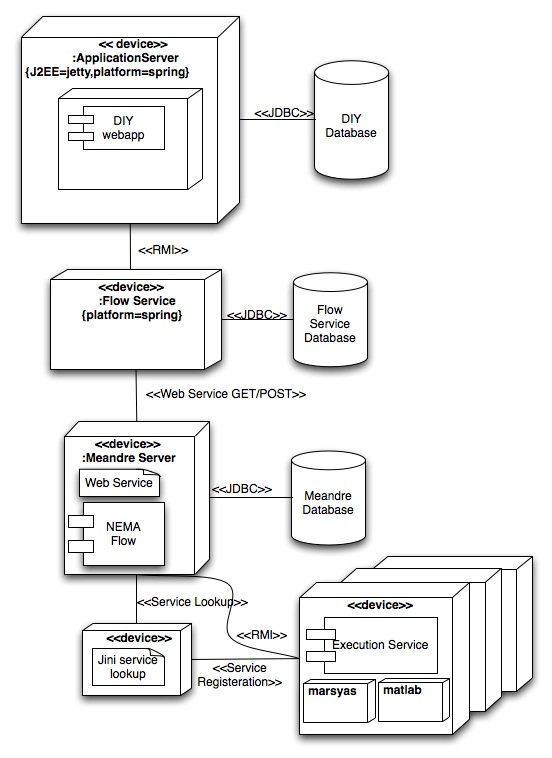 << device>>
:ApplicationServer
{J2EE=jetty,platform=spring}
DIY
webapp
<<JDBC>>
DIY
Database
<<RMI>>
<<device>>
:Flow Service
{platform=spring}
<<JDBC>>
Flow
Service
Database
<<Web Service GET/POST>>
<<device>>
:Meandre Server
Web Service
NEMA
Flow
<<JDBC>>
Meandre
Database
<<Service Lookup>>
<<RMI>>
<<device>>
Jini service
lookup
<<Service
Registeration>>
<<device>>
Execution Service
marsyas
matlab